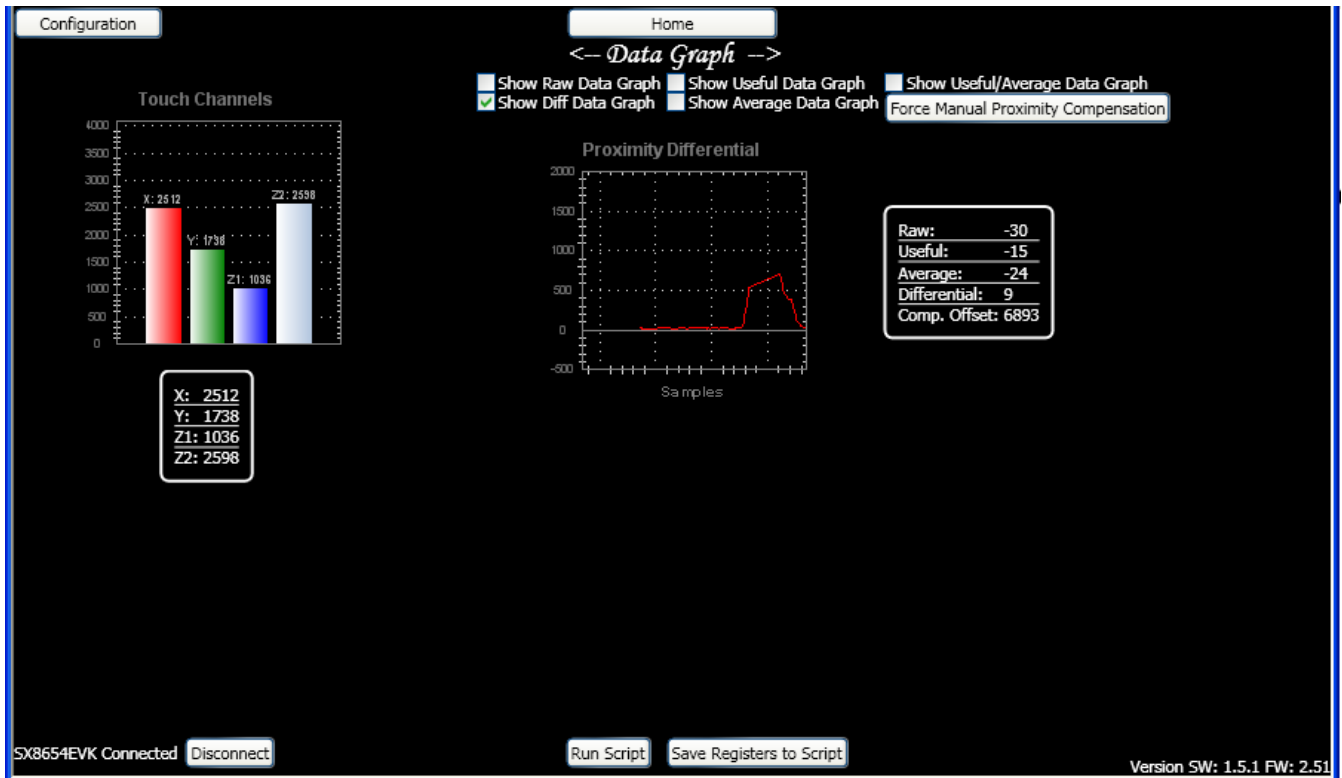 Configuration
Home
<-- Data Graph -->
Show Raw Data Graph Show Useful Data Graph Show Useful/Average Data Graph
Show Diff Data Graph Show Average Data Graph Force Manual Proximity Compensation
Touch Channels
4000
3500
3000
2500
2000
1500
1000
500
0
X: 2512
Y: 1738
Z1: 1036
Z2: 2598
X: 2512
Y: 1738
Z1: 1036
Z2: 2598
Proximity Differential
2000
1500
1000
500
0
-500
Samples
Raw: -30
Useful: -15
Average: -24
Differential: 9
Comp. Offset: 6893
SX8654EVK Connected Disconnect
Run Script Save Registers to Script
Version SW: 1.5.1 FW: 2.51